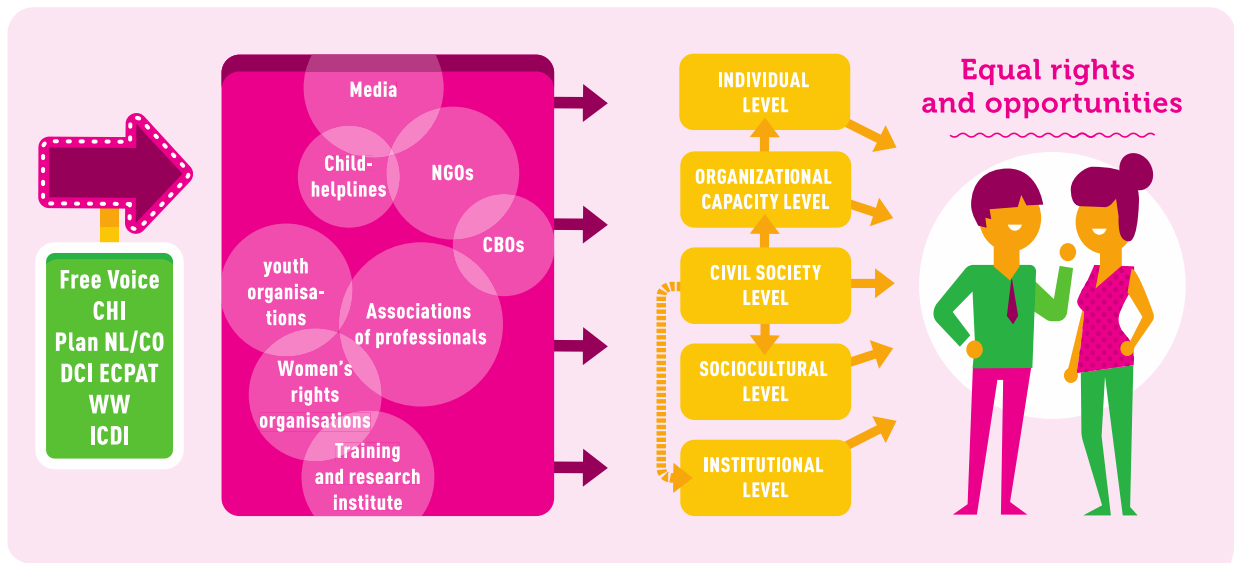 Free Voice
CHI
Plan NL/CO
DCI ECPAT
WW
ICDI
Media
Child-
helplines
NGOs
CBOs
youth
organisa-
tions
Associations
of professionals
Women's
rights
organisations
Training
and research
institute
INDIVIDUAL
LEVEL
ORGANIZATIONAL
CAPACITY LEVEL
CIVIL SOCIETY
LEVEL
SOCIOCULTURAL
LEVEL
INSTITUTIONAL
LEVEL
Equal rights
and opportunities